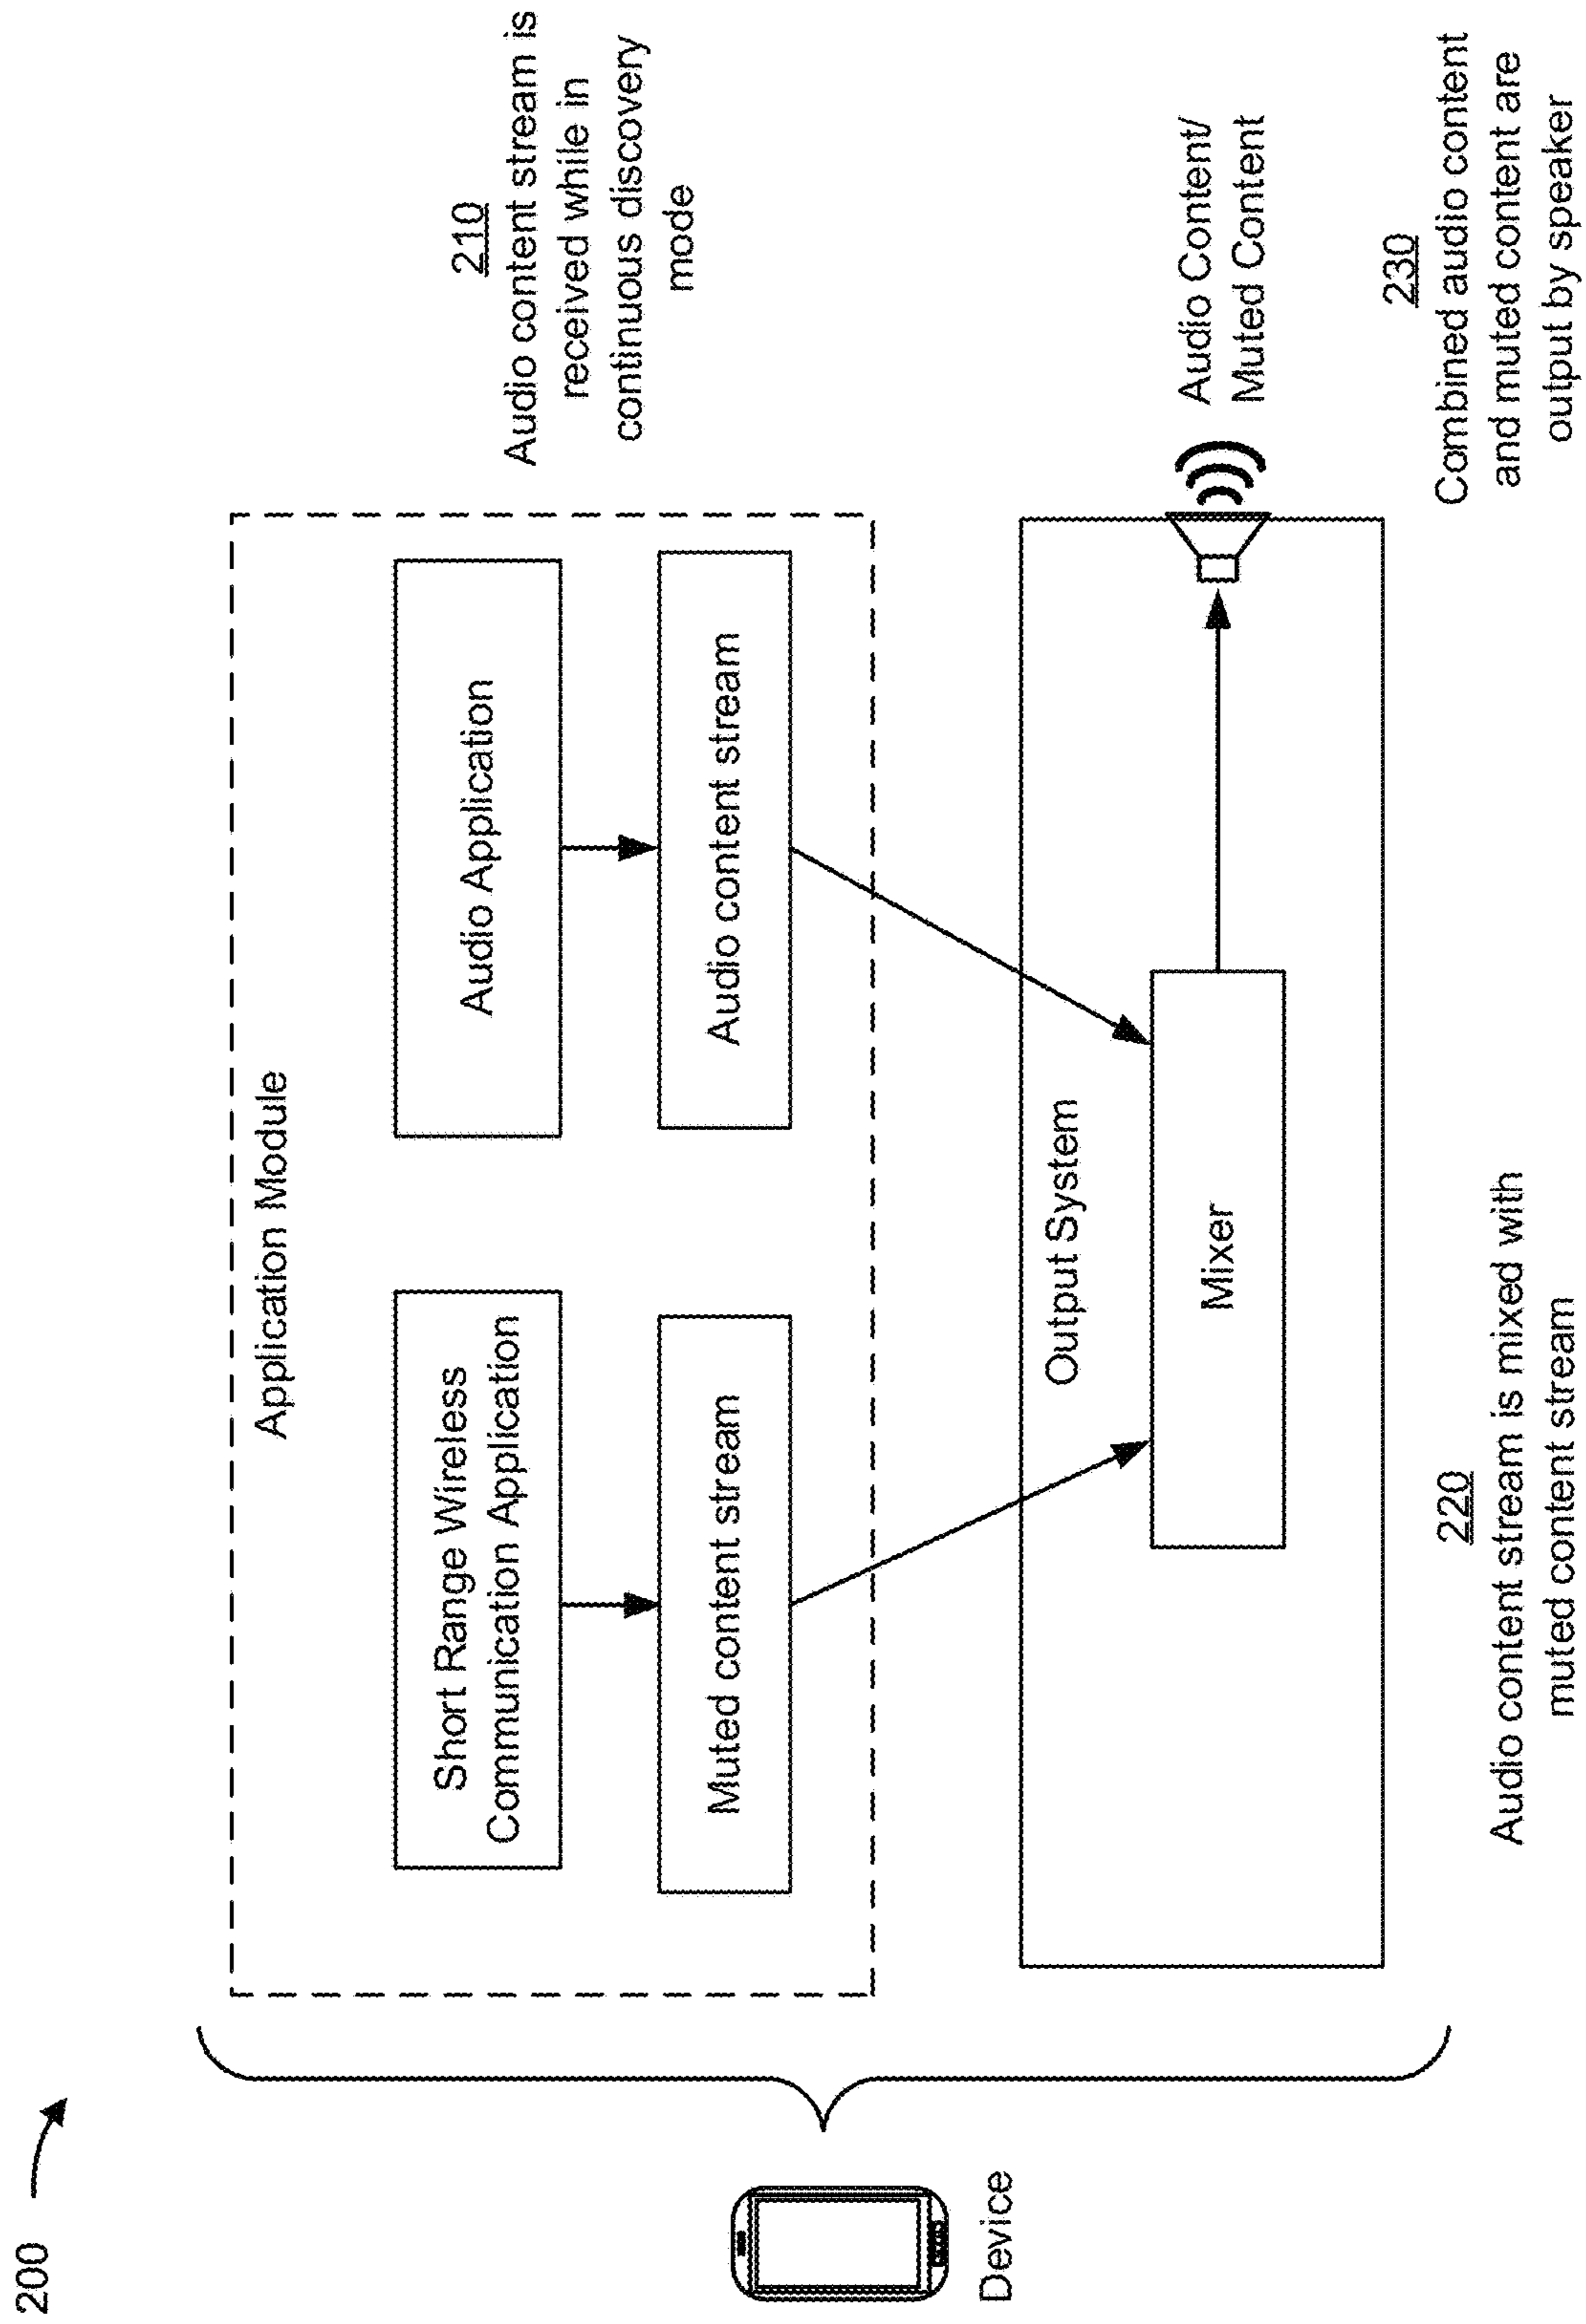 200
Application Module
Short Range Wireless
Communication Application
Audio Application
Muted content stream
Audio content stream
210
Audio content stream is
received while in
continuous discovery
mode
Device
Output System
Mixer
Audio Content/
Muted Content
220
Audio content stream is mixed with
muted content stream
230
Combined audio content
and muted content are
output by speaker